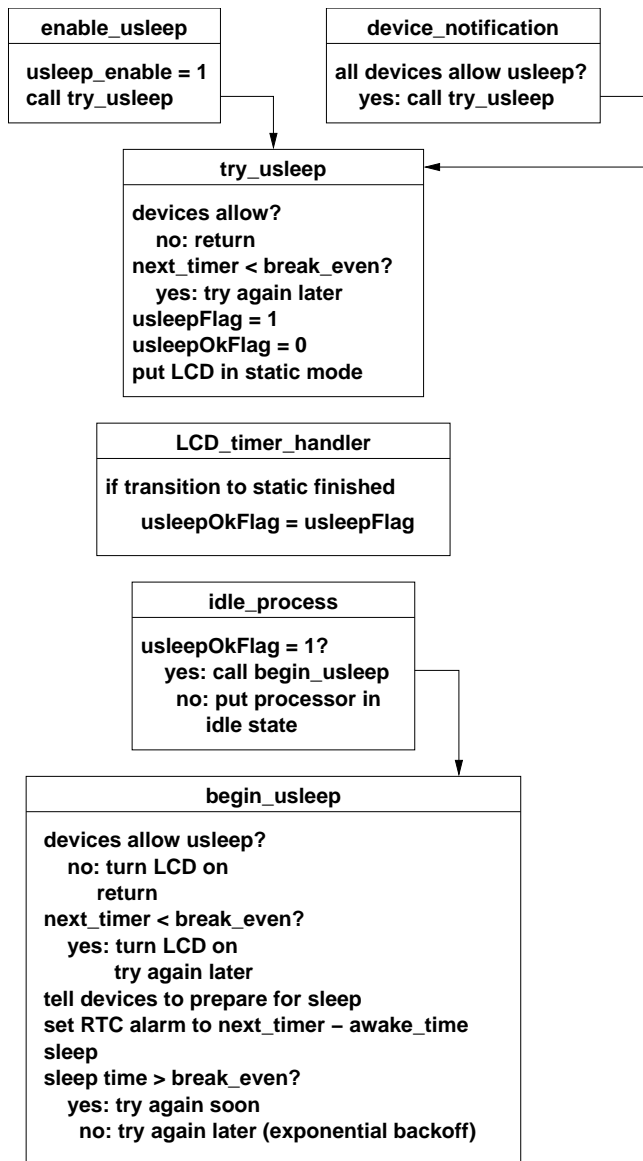 enable_usleep
usleep_enable = 1
call try_usleep
device_notification
all devices allow usleep?
yes: call try_usleep
try_usleep
devices allow?
no: return
next_timer < break_even?
yes: try again later
usleepFlag = 1
usleepOkFlag = 0
put LCD in static mode
LCD_timer_handler
if transition to static finished
usleepOkFlag = usleepFlag
idle_process
usleepOkFlag = 1?
yes: call begin_usleep
no: put processor in
idle state
begin_usleep
devices allow usleep?
no: turn LCD on
return
next_timer < break_even?
yes: turn LCD on
try again later
tell devices to prepare for sleep
set RTC alarm to next_timer − awake_time
sleep
sleep time > break_even?
yes: try again soon
no: try again later (exponential backoff)